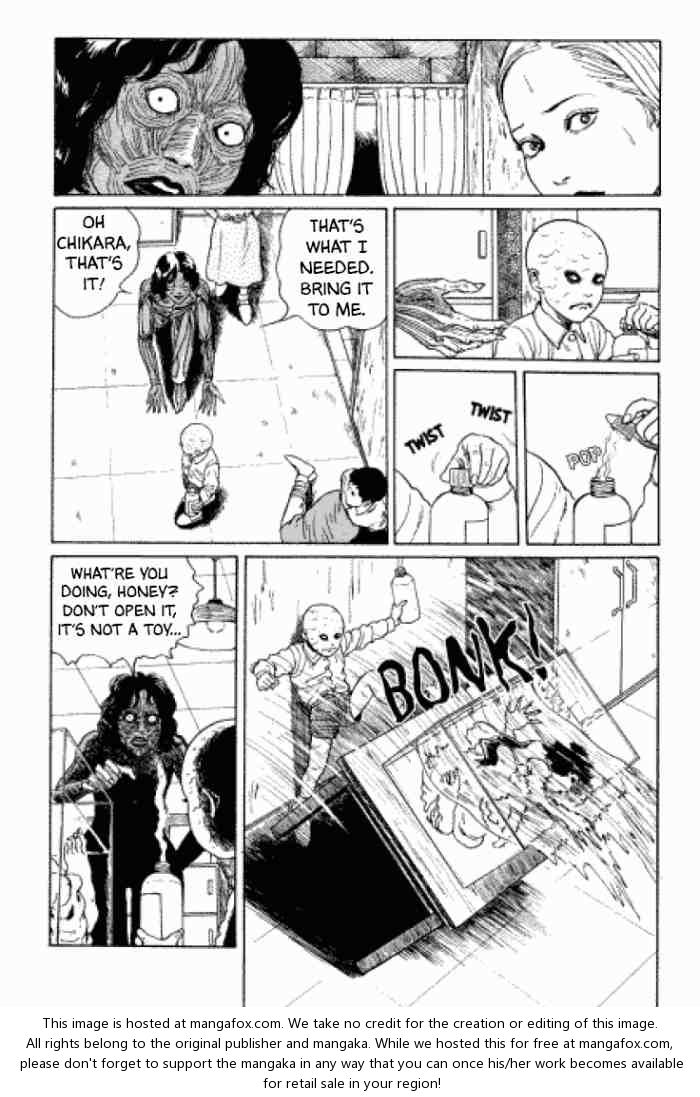 OH
CHIKARA,
THAT'S
IT!
THAT'S
WHAT I
NEEDED.
BRING IT
TO ME.
TWIST
TWIST
POP
WHAT'RE YOU
DOING, HONEY?
DON'T OPEN IT,
IT'S NOT A TOY...
BONK!
This image is hosted at mangafox.com. We take no credit for the creation or editing of this image.
All rights belong to the original publisher and mangaka. While we hosted this for free at mangafox.com,
please don't forget to support the mangaka in any way that you can once his/her work becomes available
for retail sale in your region!